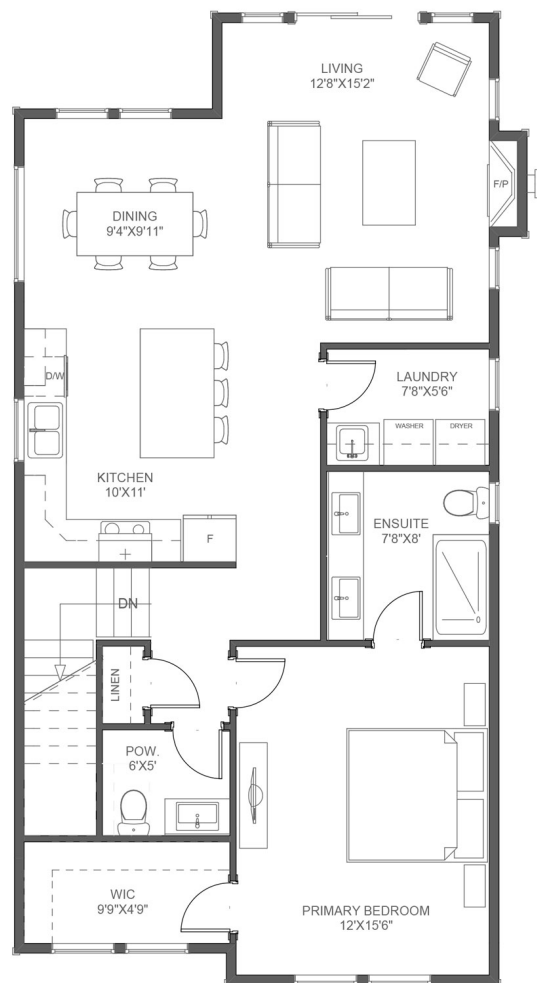 LIVING
12'8"X15'2"
F/P
DINING
9'4"X9'11"
D/W
LAUNDRY
7'8"X5'6"
WASHER
DRYER
KITCHEN
10'X11'
F
ENSUITE
7'8"X8'
DN
LINEN
POW.
6'X5'
WIC
9'9"X4'9"
PRIMARY BEDROOM
12'X15'6"